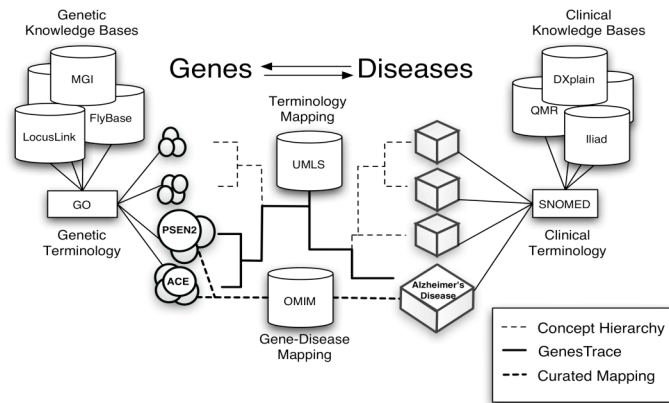 Genetic
Knowledge Bases
MGI
FlyBase
LocusLink
GO
Genetic
Terminology
Genes
Diseases
Terminology
Mapping
UMLS
PSEN2
ACE
OMIM
Gene-Disease
Mapping
Alzheimer's
Disease
Clinical
Knowledge Bases
DXplain
QMR
Iliad
SNOMED
Clinical
Terminology
Concept Hierarchy
GenesTrace
Curated Mapping